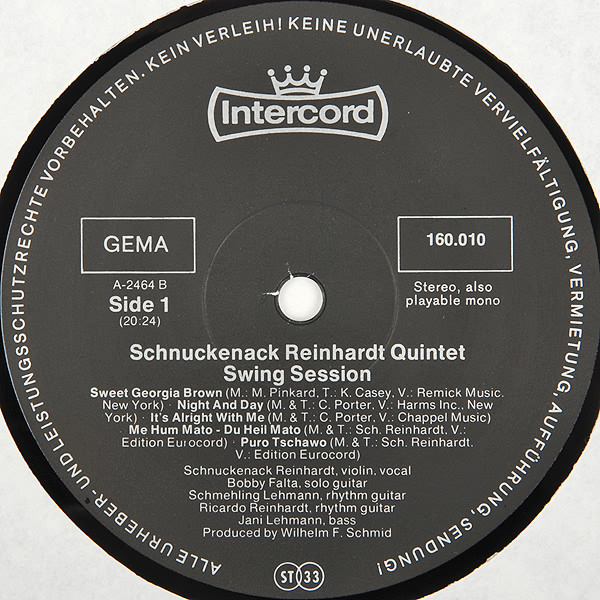 ALLE URHEBER- UND LEISTUNGSSCHUTZRECHTE VORBEHALTEN. KEIN VERLEIH! KEINE UNERLAUBTE VERVIELFÄLTIGUNG, VERMIETUNG, AUFFÜHRUNG, SENDUNG!
Intercord
GEMA
160.010
A-2464 B
Side 1
(20:24)
Stereo, also
playable mono
Schnuckenack Reinhardt Quintet
Swing Session
Sweet Georgia Brown (M.: M. Pinkard, T.: K. Casey, V.: Remick Music.
New York) · Night And Day (M. & T.: C. Porter, V.: Harms Inc., New
York) · It's Alright With Me (M. & T.: C. Porter, V.: Chappel Music)
Me Hum Mato - Du Heil Mato (M. & T.: Sch. Reinhardt, V.:
Edition Eurocord) · Puro Tschawo (M. & T.: Sch. Reinhardt.
V.: Edition Eurocord)
Schnuckenack Reinhardt, violin, vocal
Bobby Falta, solo guitar
Schmehling Lehmann, rhythm guitar
Ricardo Reinhardt, rhythm guitar
Jani Lehmann, bass
Produced by Wilhelm F. Schmid
ST 33